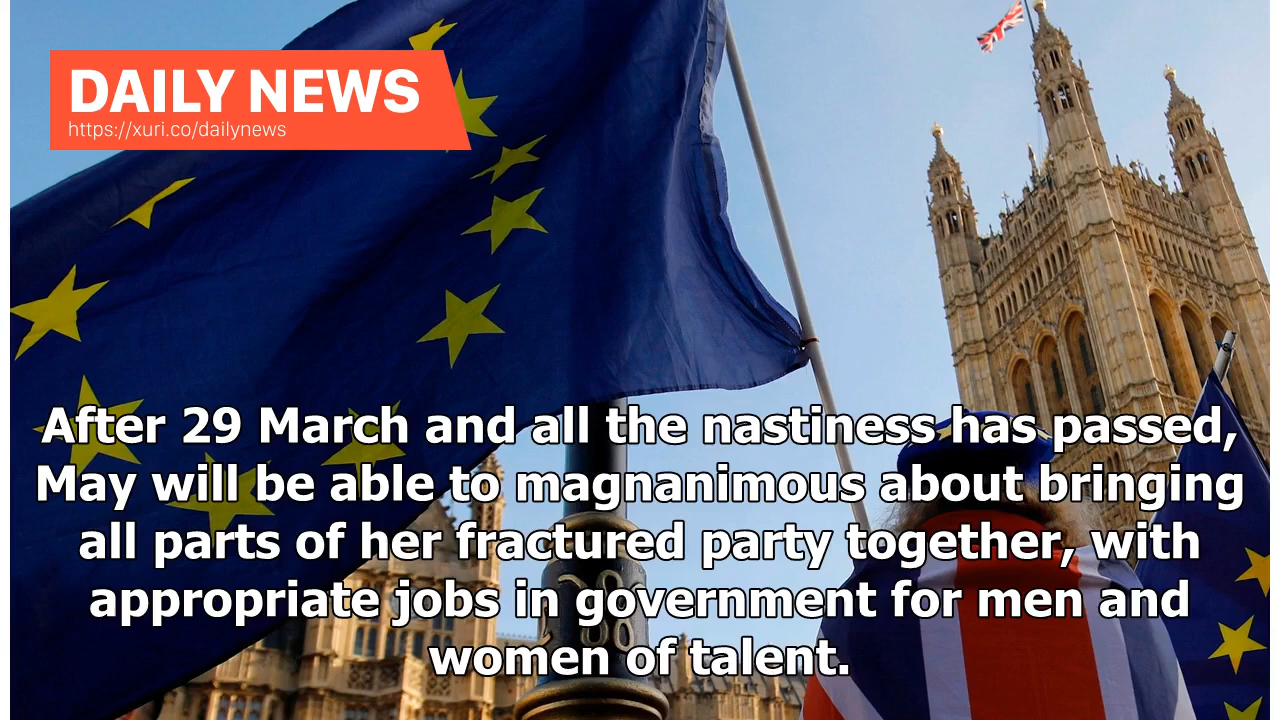 DAILY NEWS
https://xuri.co/dailynews
After 29 March and all the nastiness has passed,
May will be able to magnanimous about bringing
all parts of her fractured party together, with
appropriate jobs in government for men and
women of talent.